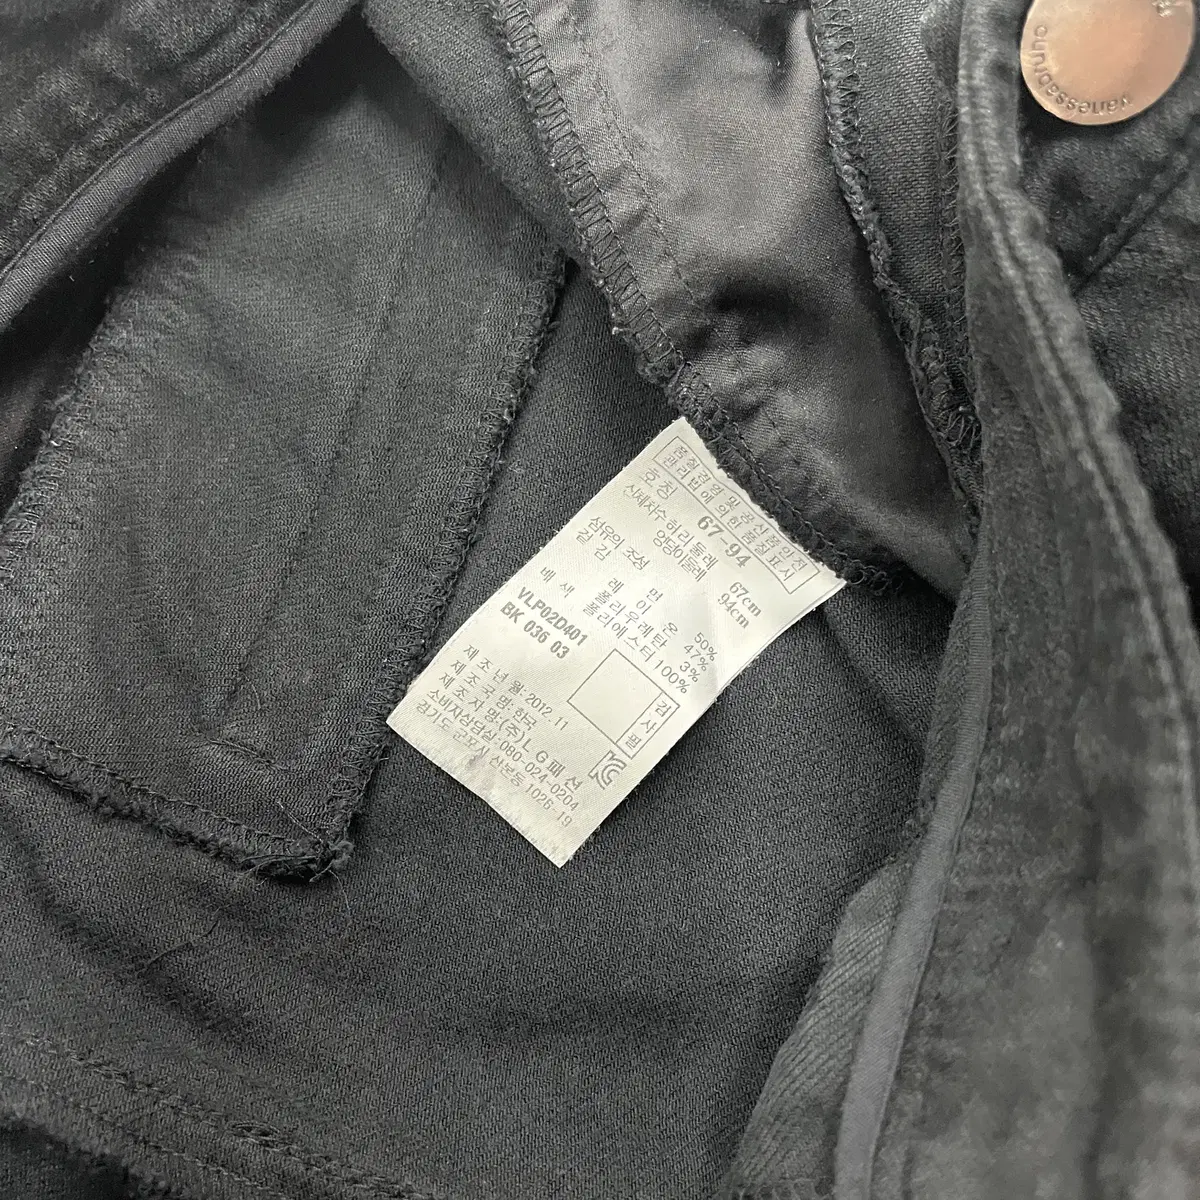 vanessabruno
품질경영 및 공산품안전
관리법에 의한 품질표시
호칭 67-94
신체치수 허리둘레 67cm
엉덩이둘레 94cm
섬유의 조성
겉감 면 50%
레이온 47%
폴리우레탄 3%
배색 폴리에스터 100%
VLP02D401
BK 036 03
검사필
제조년월: 2012. 11
제조국명: 한국
제조자명:(주)L G패션
소비자상담실:080-024-0204
경기도 군포시 산본동 1026-19